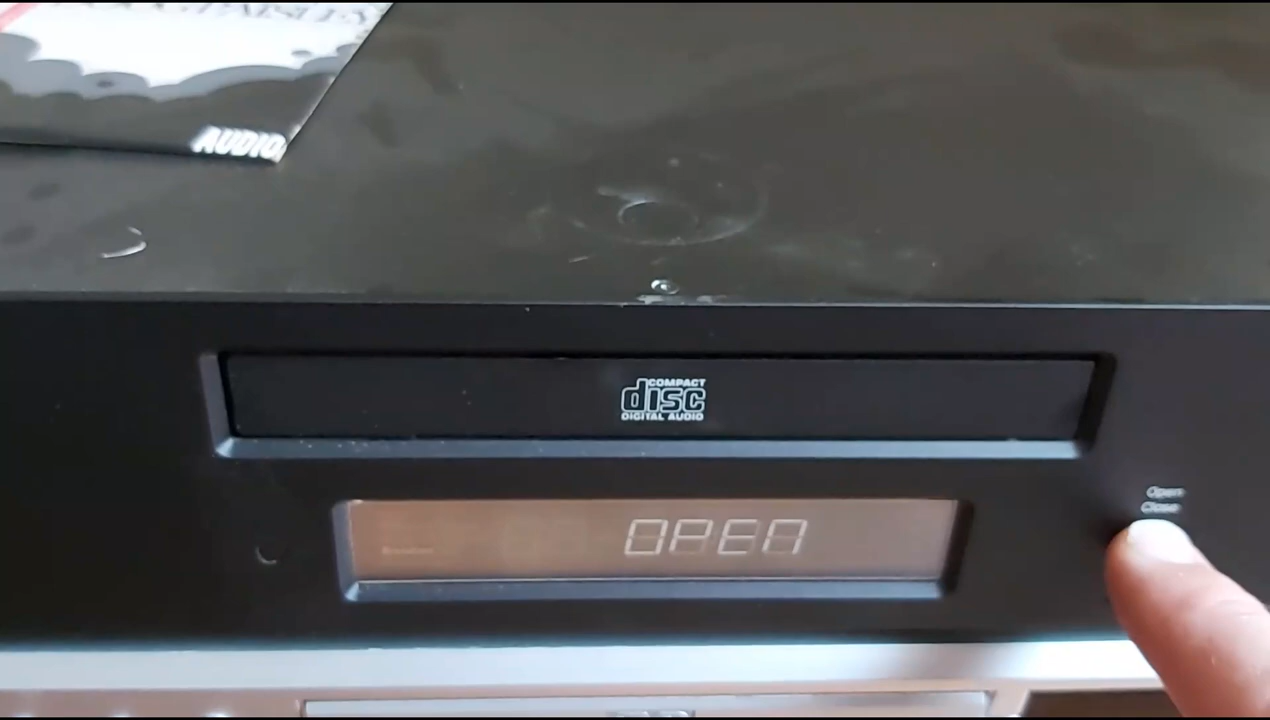 AUDIO
COMPACT
disc
DIGITAL AUDIO
OPEN
Open
Close